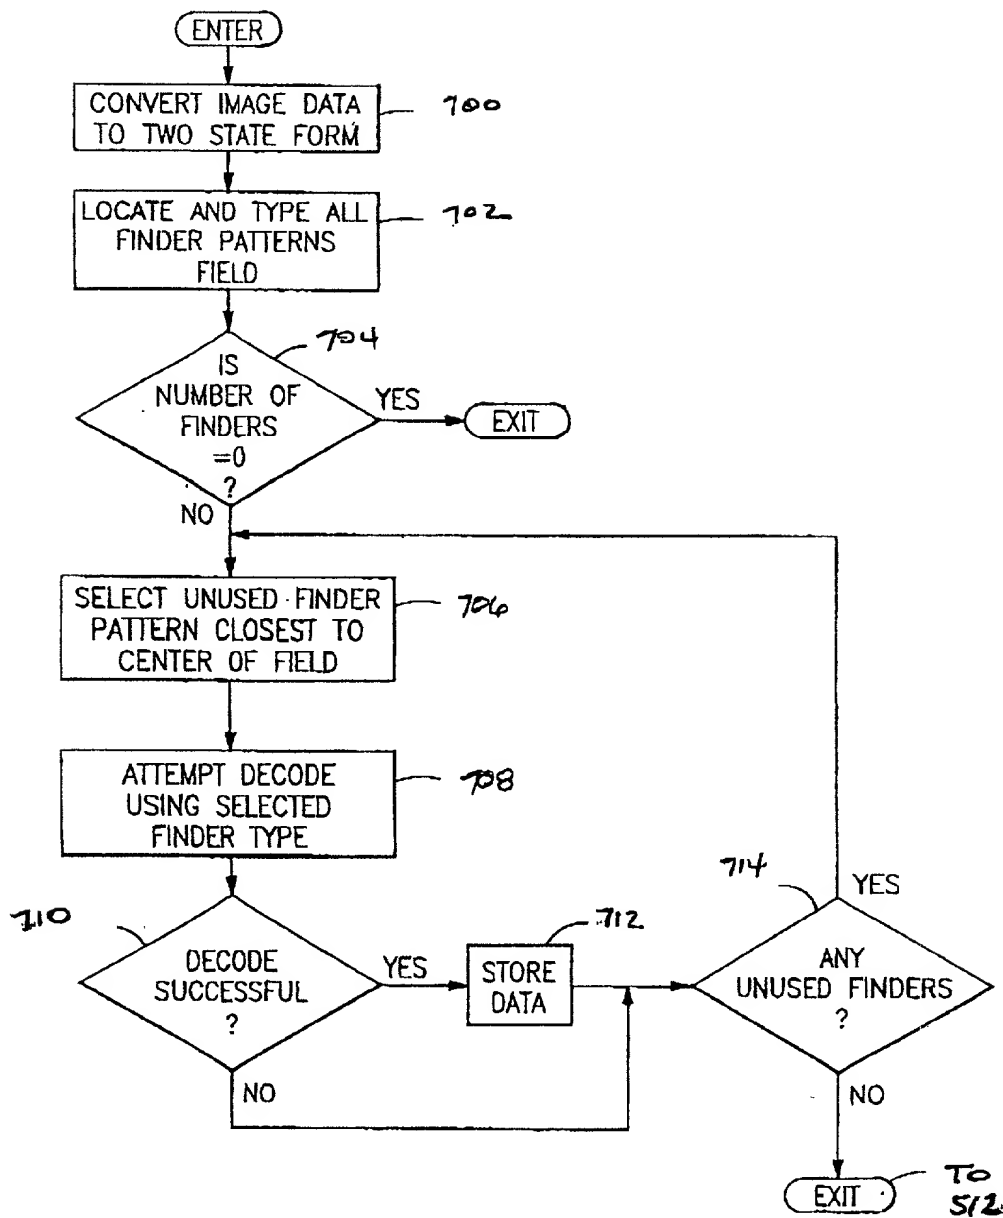 ENTER
CONVERT IMAGE DATA
TO TWO STATE FORM
700
LOCATE AND TYPE ALL
FINDER PATTERNS
FIELD
702
704
IS
NUMBER OF
FINDERS
=0
?
YES
EXIT
NO
SELECT UNUSED FINDER
PATTERN CLOSEST TO
CENTER OF FIELD
706
ATTEMPT DECODE
USING SELECTED
FINDER TYPE
708
710
DECODE
SUCCESSFUL
?
YES
712
STORE
DATA
714
YES
ANY
UNUSED FINDERS
?
NO
NO
EXIT
TO
512